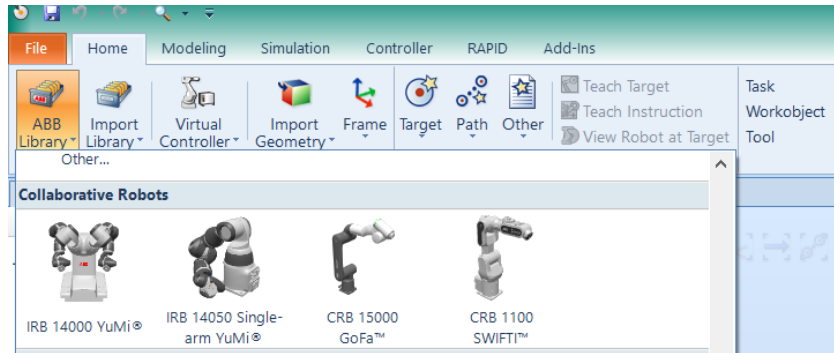 File Home Modeling Simulation Controller RAPID Add-Ins
ABB Library
Import Library
Virtual Controller
Import Geometry
Frame
Target
Path
Other
Teach Target
Teach Instruction
View Robot at Target
Task
Workobject
Tool
Other...
Collaborative Robots
IRB 14000 YuMi®
IRB 14050 Single-
arm YuMi®
CRB 15000
GoFa™
CRB 1100
SWIFTI™